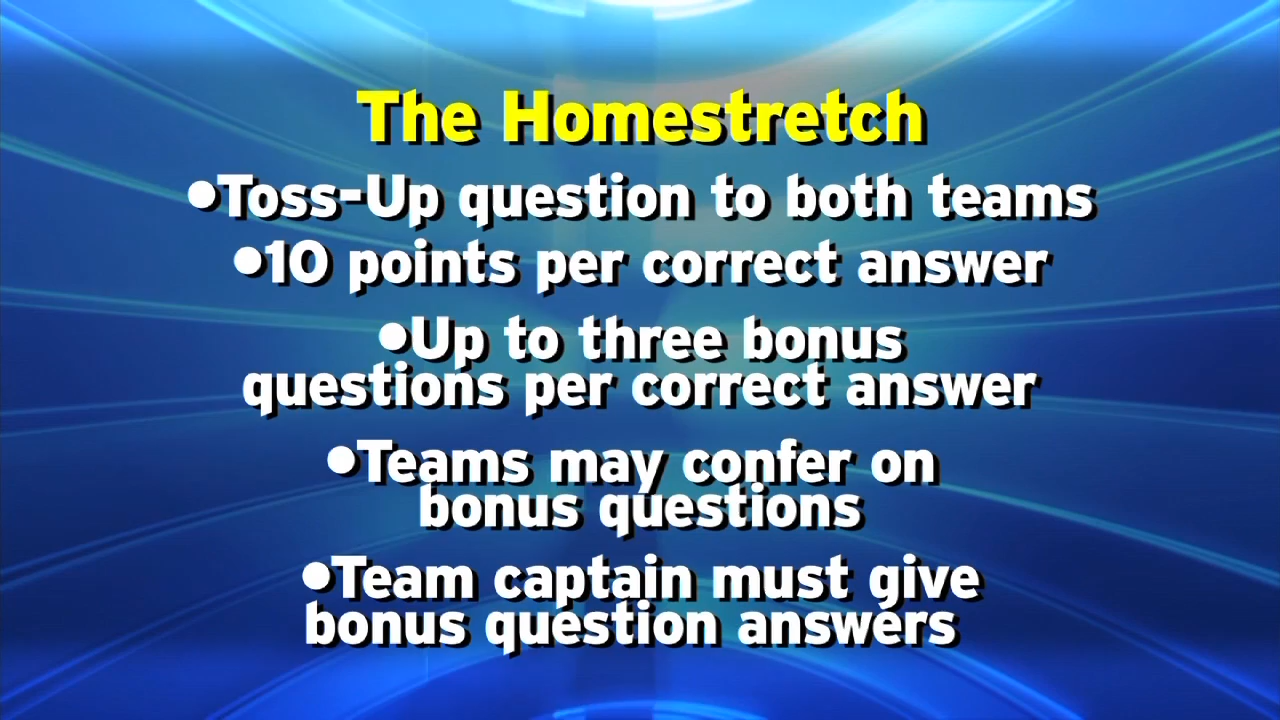 The Homestretch
•Toss-Up question to both teams
•10 points per correct answer
•Up to three bonus
questions per correct answer
•Teams may confer on
bonus questions
•Team captain must give
bonus question answers